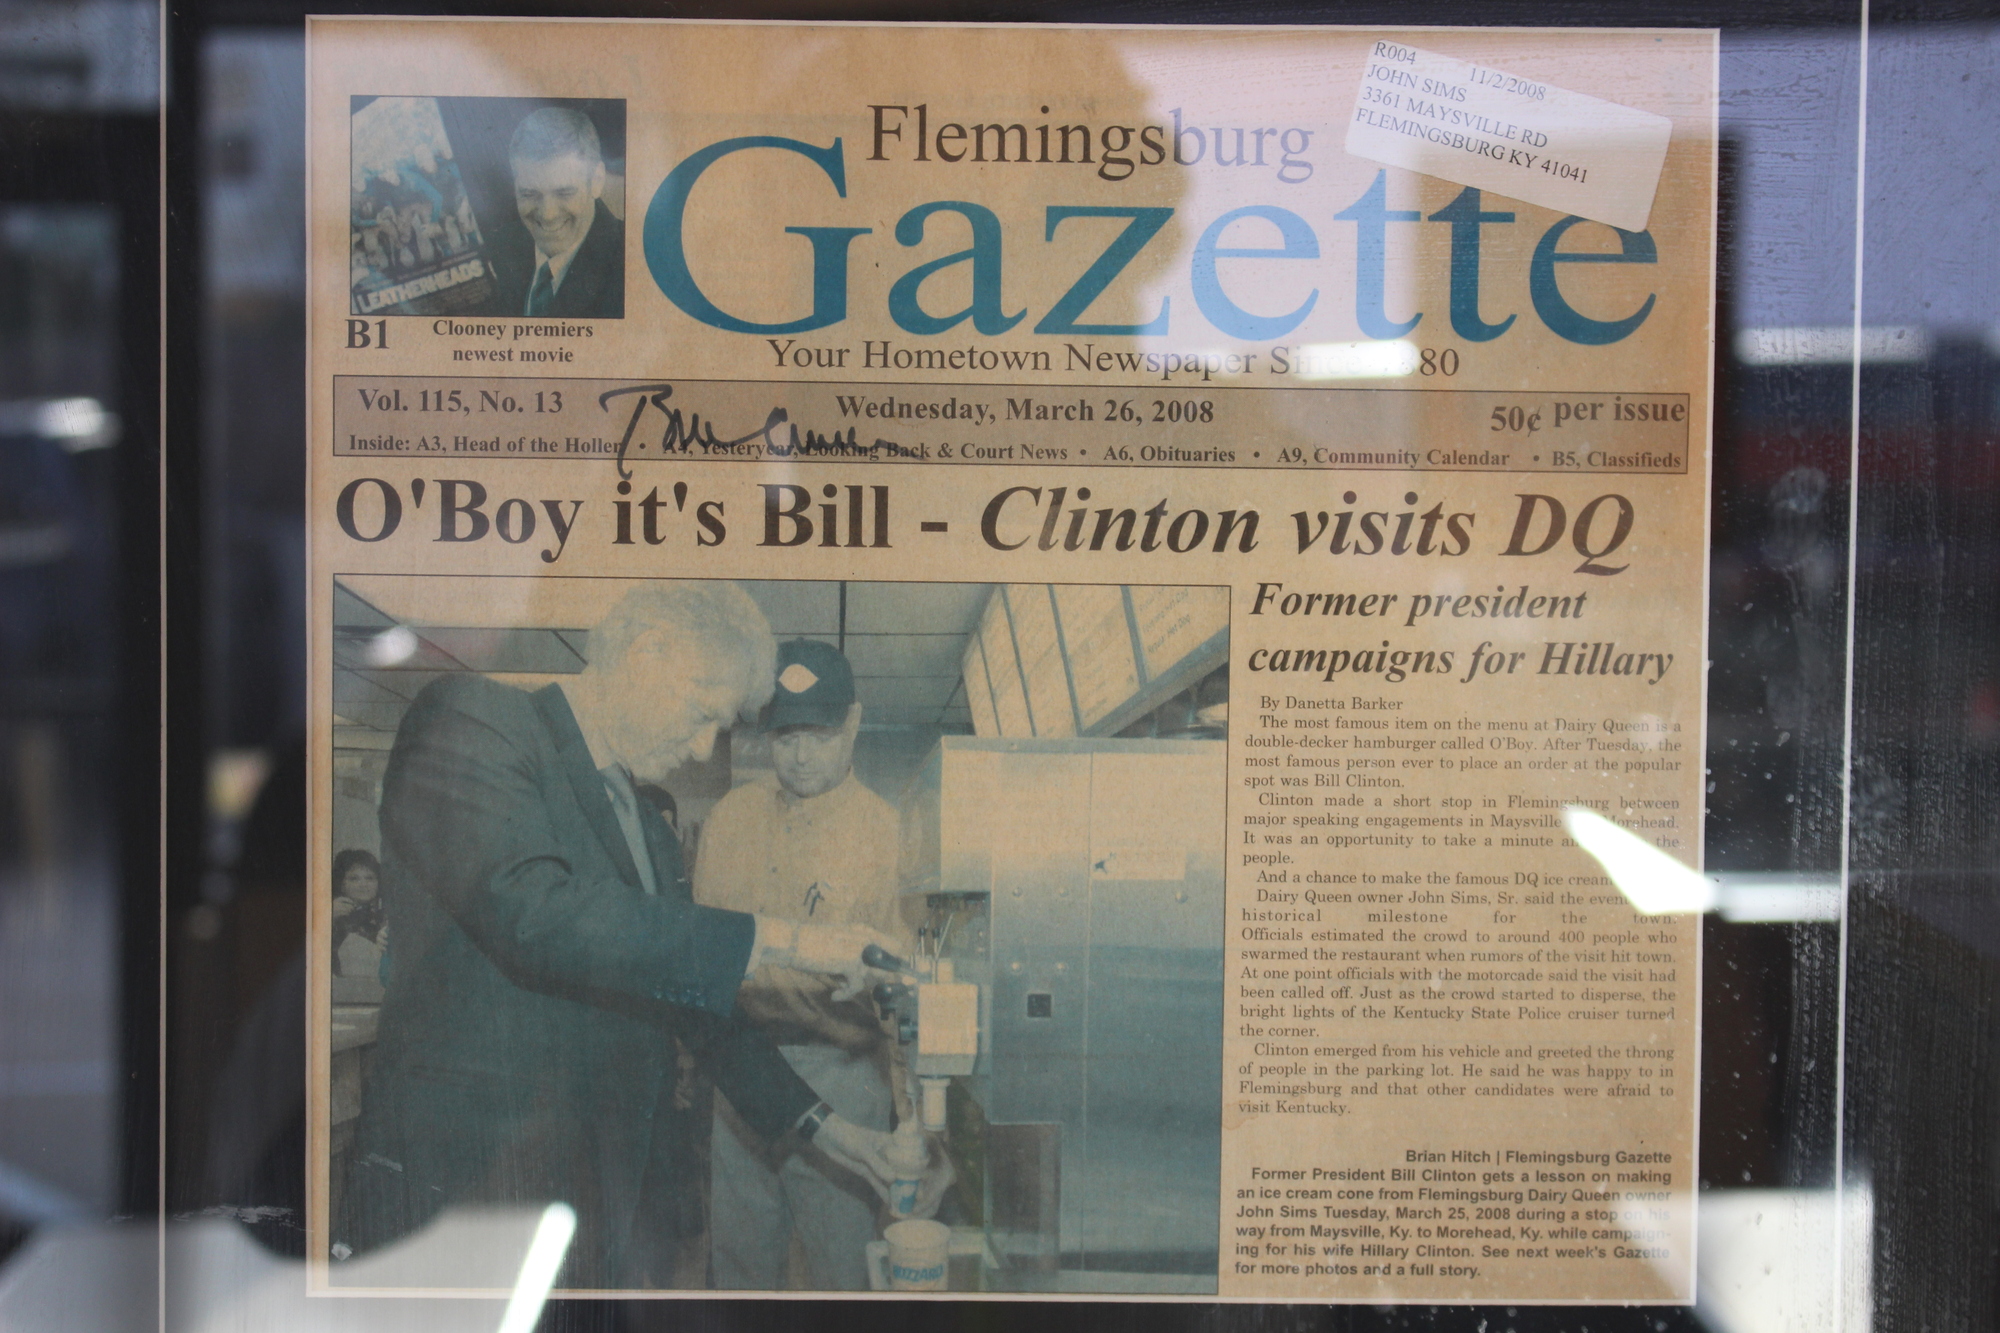 R004 11/2/2008
JOHN SIMS
3361 MAYSVILLE RD
FLEMINGSBURG KY 41041
Flemingsburg
Gazette
LEATHERHEADS
B1 Clooney premiers
newest movie
Your Hometown Newspaper 80
Vol. 115, No. 13 Wednesday, March 26, 2008 50¢ per issue
Inside: A3, Head of the Holler • A4, Yesteryear, Looking Back & Court News • A6, Obituaries • A9, Community Calendar • B5, Classifieds
O'Boy it's Bill - Clinton visits DQ
Former president
campaigns for Hillary
By Danetta Barker
The most famous item on the menu at Dairy Queen is a
double-decker hamburger called O'Boy. After Tuesday, the
most famous person ever to place an order at the popular
spot was Bill Clinton.
Clinton made a short stop in Flemingsburg between
major speaking engagements in Maysville Morehead.
It was an opportunity to take a minute the
people.
And a chance to make the famous DQ ice cream
Dairy Queen owner John Sims, Sr. said the
historical milestone for the town.
Officials estimated the crowd to around 400 people who
swarmed the restaurant when rumors of the visit hit town.
At one point officials with the motorcade said the visit had
been called off. Just as the crowd started to disperse, the
bright lights of the Kentucky State Police cruiser turned
the corner.
Clinton emerged from his vehicle and greeted the throng
of people in the parking lot. He said he was happy to in
Flemingsburg and that other candidates were afraid to
visit Kentucky.
Brian Hitch | Flemingsburg Gazette
Former President Bill Clinton gets a lesson on making
an ice cream cone from Flemingsburg Dairy Queen owner
John Sims Tuesday, March 25, 2008 during a stop on his
way from Maysville, Ky. to Morehead, Ky. while campaign-
ing for his wife Hillary Clinton. See next week's Gazette
for more photos and a full story.
BLIZZARD